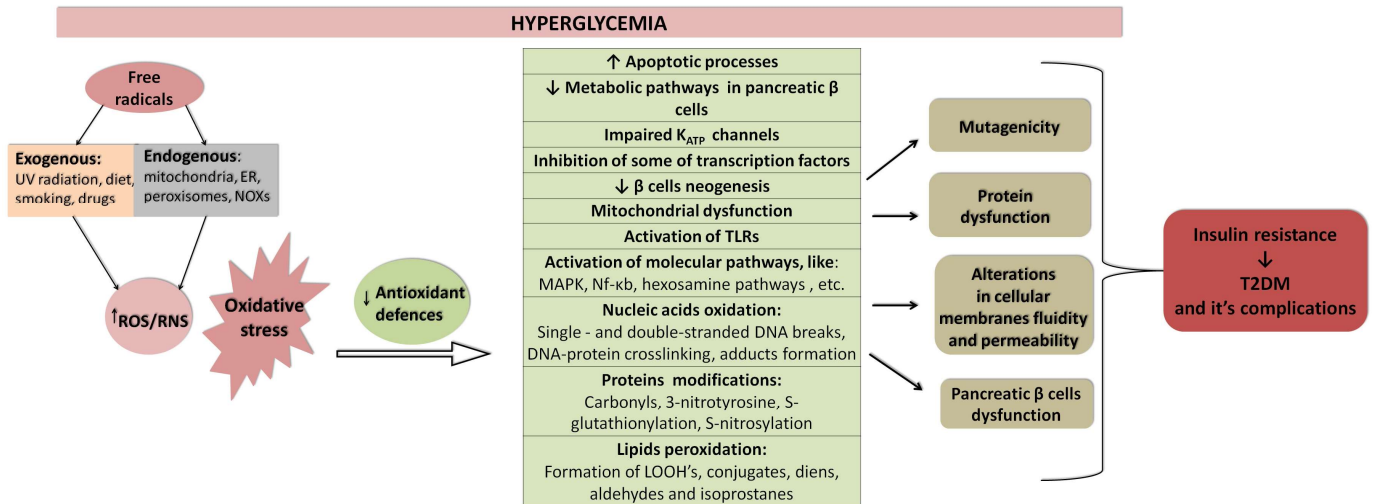 HYPERGLYCEMIA
Free
radicals
Exogenous:
UV radiation, diet,
smoking, drugs
Endogenous:
mitochondria, ER,
peroxisomes, NOXs
↑ROS/RNS
Oxidative
stress
↓ Antioxidant
defences
↑ Apoptotic processes
↓ Metabolic pathways in pancreatic β
cells
Impaired KATP channels
Inhibition of some of transcription factors
↓ β cells neogenesis
Mitochondrial dysfunction
Activation of TLRs
Activation of molecular pathways, like:
MAPK, Nf-κb, hexosamine pathways , etc.
Nucleic acids oxidation:
Single - and double-stranded DNA breaks,
DNA-protein crosslinking, adducts formation
Proteins modifications:
Carbonyls, 3-nitrotyrosine, S-
glutathionylation, S-nitrosylation
Lipids peroxidation:
Formation of LOOH's, conjugates, diens,
aldehydes and isoprostanes
Mutagenicity
Protein
dysfunction
Alterations
in cellular
membranes fluidity
and permeability
Pancreatic β cells
dysfunction
Insulin resistance
↓
T2DM
and it's complications